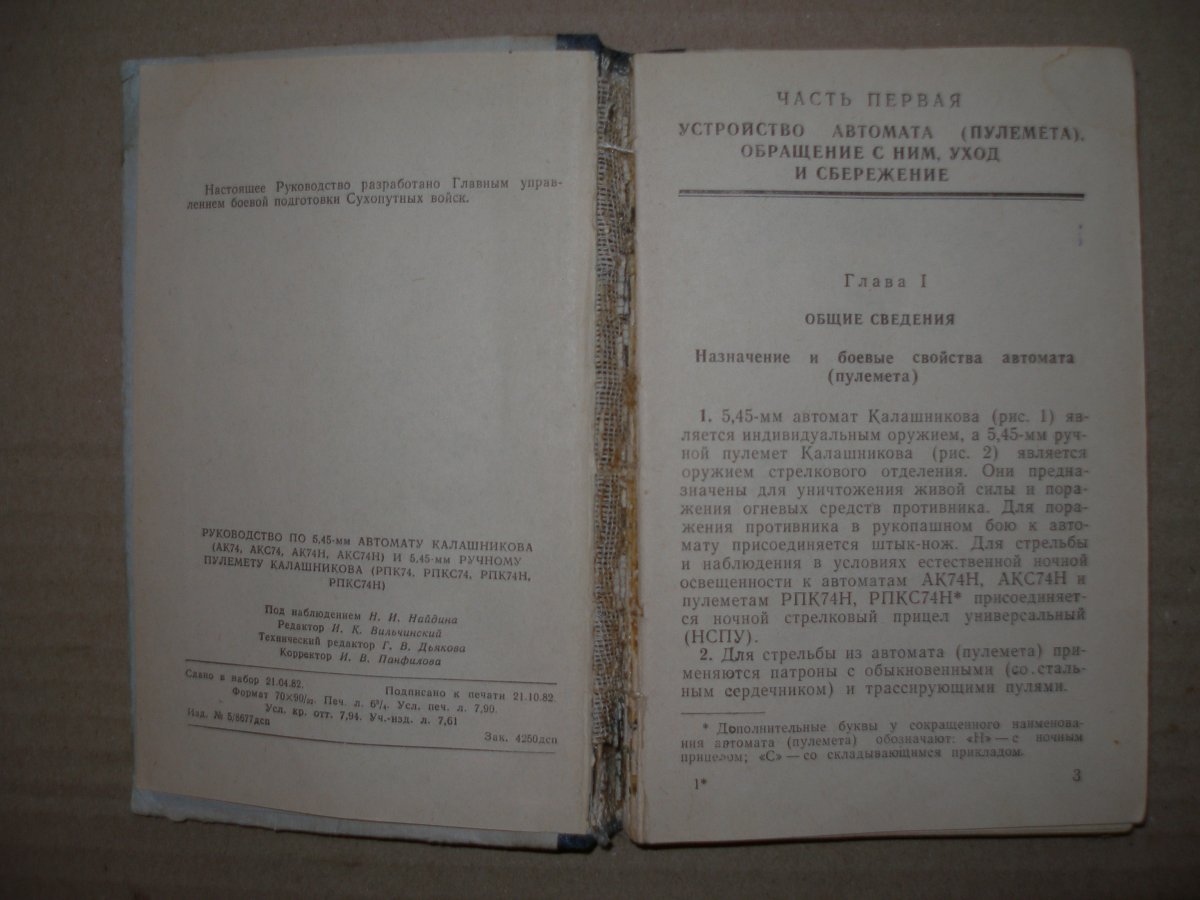 Настоящее Руководство разработано Главным управ-
лением боевой подготовки Сухопутных войск.
РУКОВОДСТВО ПО 5,45-мм АВТОМАТУ КАЛАШНИКОВА
(АК74, АКС74, АК74Н, АКС74Н) И 5,45-мм РУЧНОМУ
ПУЛЕМЕТУ КАЛАШНИКОВА (РПК74, РПКС74, РПК74Н,
РПКС74Н)
Под наблюдением Н. И. Найдина
Редактор И. К. Вильчинский
Технический редактор Г. В. Дьякова
Корректор И. В. Панфилова
Сдано в набор 21.04.82. Подписано к печати 21.10.82
Формат 70×90/32. Печ. л. 6³/₄. Усл. печ. л. 7,90.
Усл. кр. отт. 7,94. Уч.-изд. л. 7,61
Изд. № 5/8677дсп Зак. 4250дсп
ЧАСТЬ ПЕРВАЯ
УСТРОЙСТВО АВТОМАТА (ПУЛЕМЕТА),
ОБРАЩЕНИЕ С НИМ, УХОД
И СБЕРЕЖЕНИЕ
Глава I
ОБЩИЕ СВЕДЕНИЯ
Назначение и боевые свойства автомата
(пулемета)
1. 5,45-мм автомат Калашникова (рис. 1) яв-
ляется индивидуальным оружием, а 5,45-мм руч-
ной пулемет Калашникова (рис. 2) является
оружием стрелкового отделения. Они предна-
значены для уничтожения живой силы и пора-
жения огневых средств противника. Для пора-
жения противника в рукопашном бою к авто-
мату присоединяется штык-нож. Для стрельбы
и наблюдения в условиях естественной ночной
освещенности к автоматам АК74Н, АКС74Н и
пулеметам РПК74Н, РПКС74Н* присоединяет-
ся ночной стрелковый прицел универсальный
(НСПУ).
2. Для стрельбы из автомата (пулемета) при-
меняются патроны с обыкновенными (со сталь-
ным сердечником) и трассирующими пулями.
* Дополнительные буквы у сокращенного наименова-
ния автомата (пулемета) обозначают: «Н» — с ночным
прицелом; «С» — со складывающимся прикладом.
1* 3